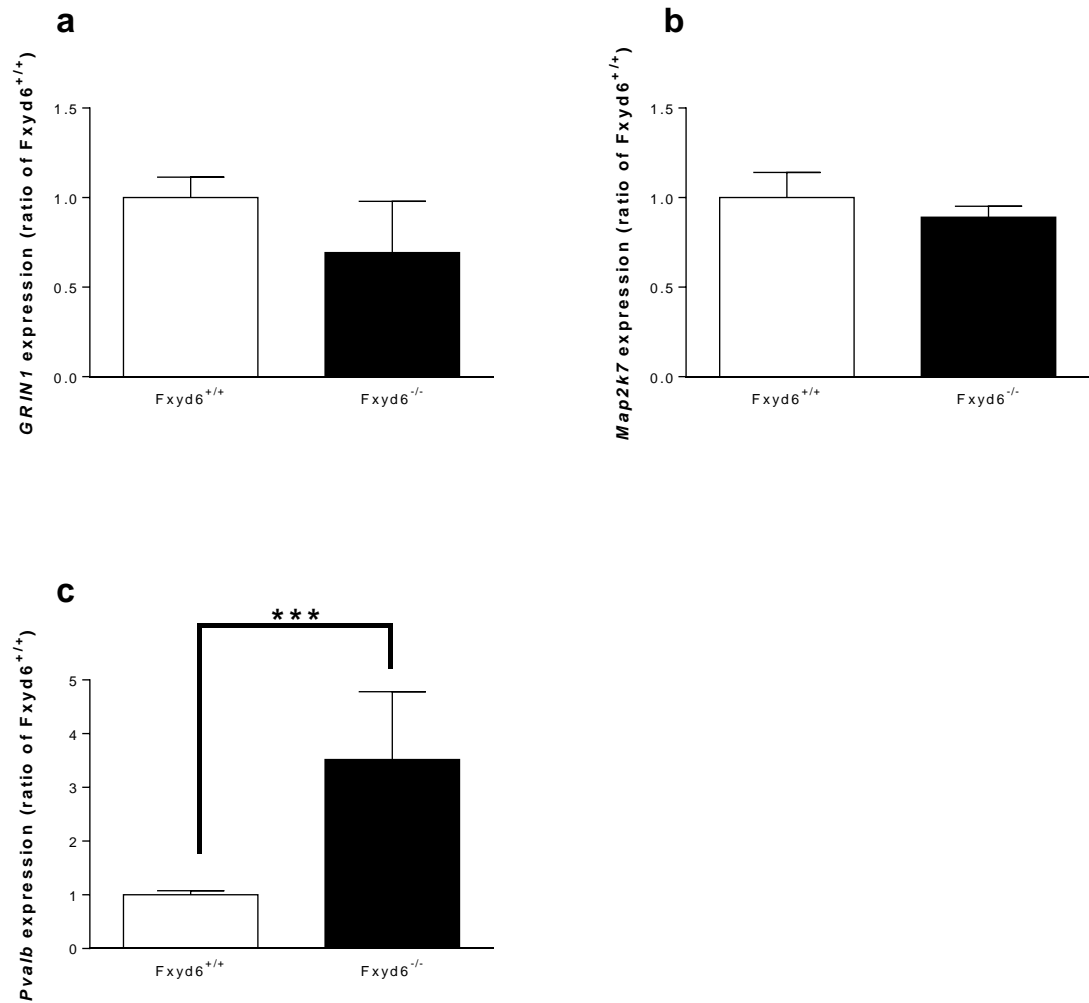 a
GRIN1 expression (ratio of Fxyd6+/+)
1.5
1.0
0.5
0.0
Fxyd6+/+ Fxyd6-/-
b
Map2k7 expression (ratio of Fxyd6+/+)
1.5
1.0
0.5
0.0
Fxyd6+/+ Fxyd6-/-
c
Pvalb expression (ratio of Fxyd6+/+)
***
5
4
3
2
1
0
Fxyd6+/+ Fxyd6-/-